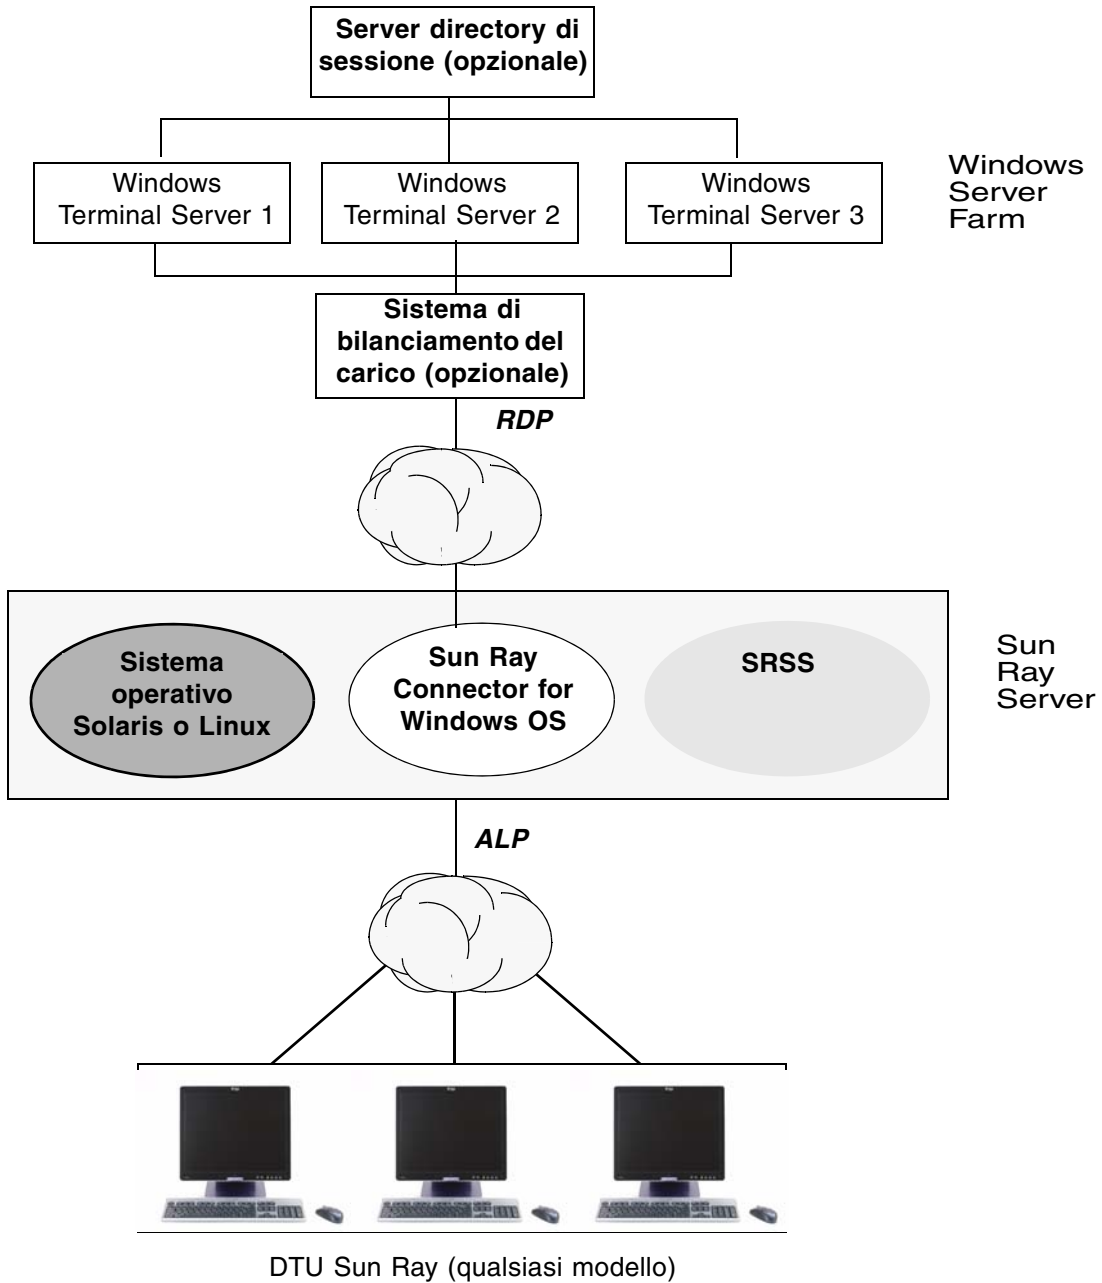 Server directory di
sessione (opzionale)
Windows
Terminal Server 1
Windows
Terminal Server 2
Windows
Terminal Server 3
Windows
Server
Farm
Sistema di
bilanciamento del
carico (opzionale)
RDP
Sistema
operativo
Solaris o Linux
Sun Ray
Connector for
Windows OS
SRSS
Sun
Ray
Server
ALP
DTU Sun Ray (qualsiasi modello)